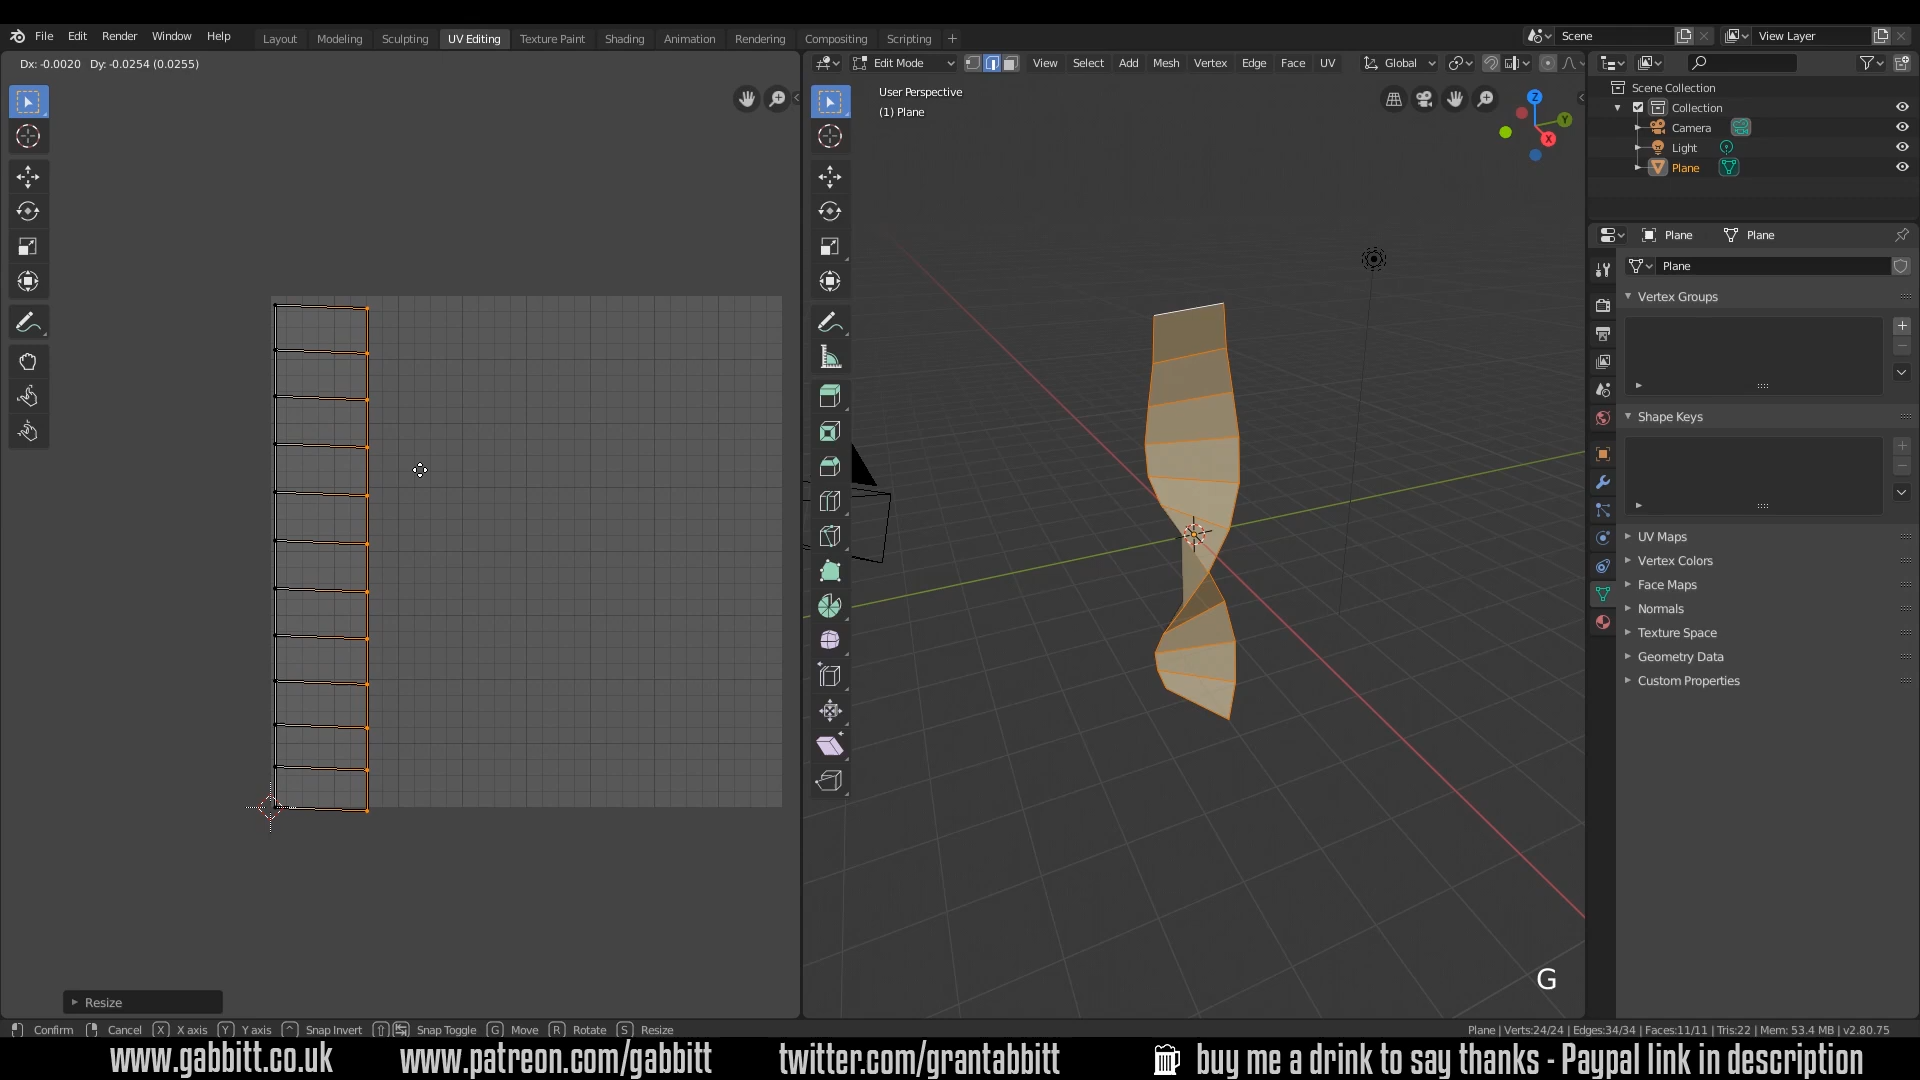 File Edit Render Window Help Layout Modeling Sculpting UV Editing Texture Paint Shading Animation Rendering Compositing Scripting + Scene View Layer
Dx: -0.0020 Dy: -0.0254 (0.0255)
Edit Mode View Select Add Mesh Vertex Edge Face UV Global
User Perspective
(1) Plane
Z
Y
X
Scene Collection
Collection
Camera
Light
Plane
Plane Plane
Plane
Vertex Groups
Shape Keys
UV Maps
Vertex Colors
Face Maps
Normals
Texture Space
Geometry Data
Custom Properties
G
Resize
Confirm Cancel X X axis Y Y axis ^ Snap Invert Snap Toggle G Move R Rotate S Resize
Plane | Verts:24/24 | Edges:34/34 | Faces:11/11 | Tris:22 | Mem: 53.4 MB | v2.80.75
www.gabbitt.co.uk www.patreon.com/gabbitt twitter.com/grantabbitt buy me a drink to say thanks - Paypal link in description